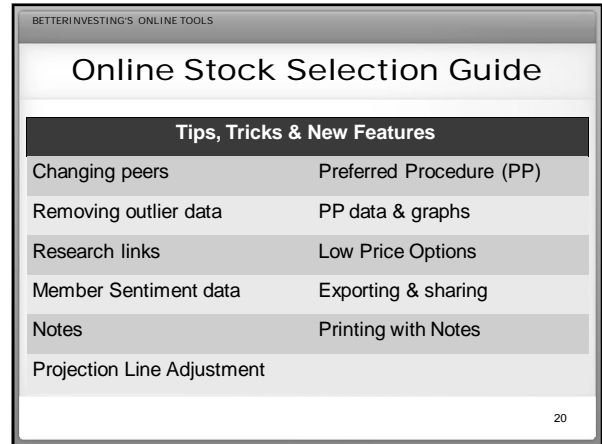 BETTERINVESTING'S ONLINE TOOLS
Online Stock Selection Guide
Tips, Tricks & New Features
Changing peers Preferred Procedure (PP)
Removing outlier data PP data & graphs
Research links Low Price Options
Member Sentiment data Exporting & sharing
Notes Printing with Notes
Projection Line Adjustment
20